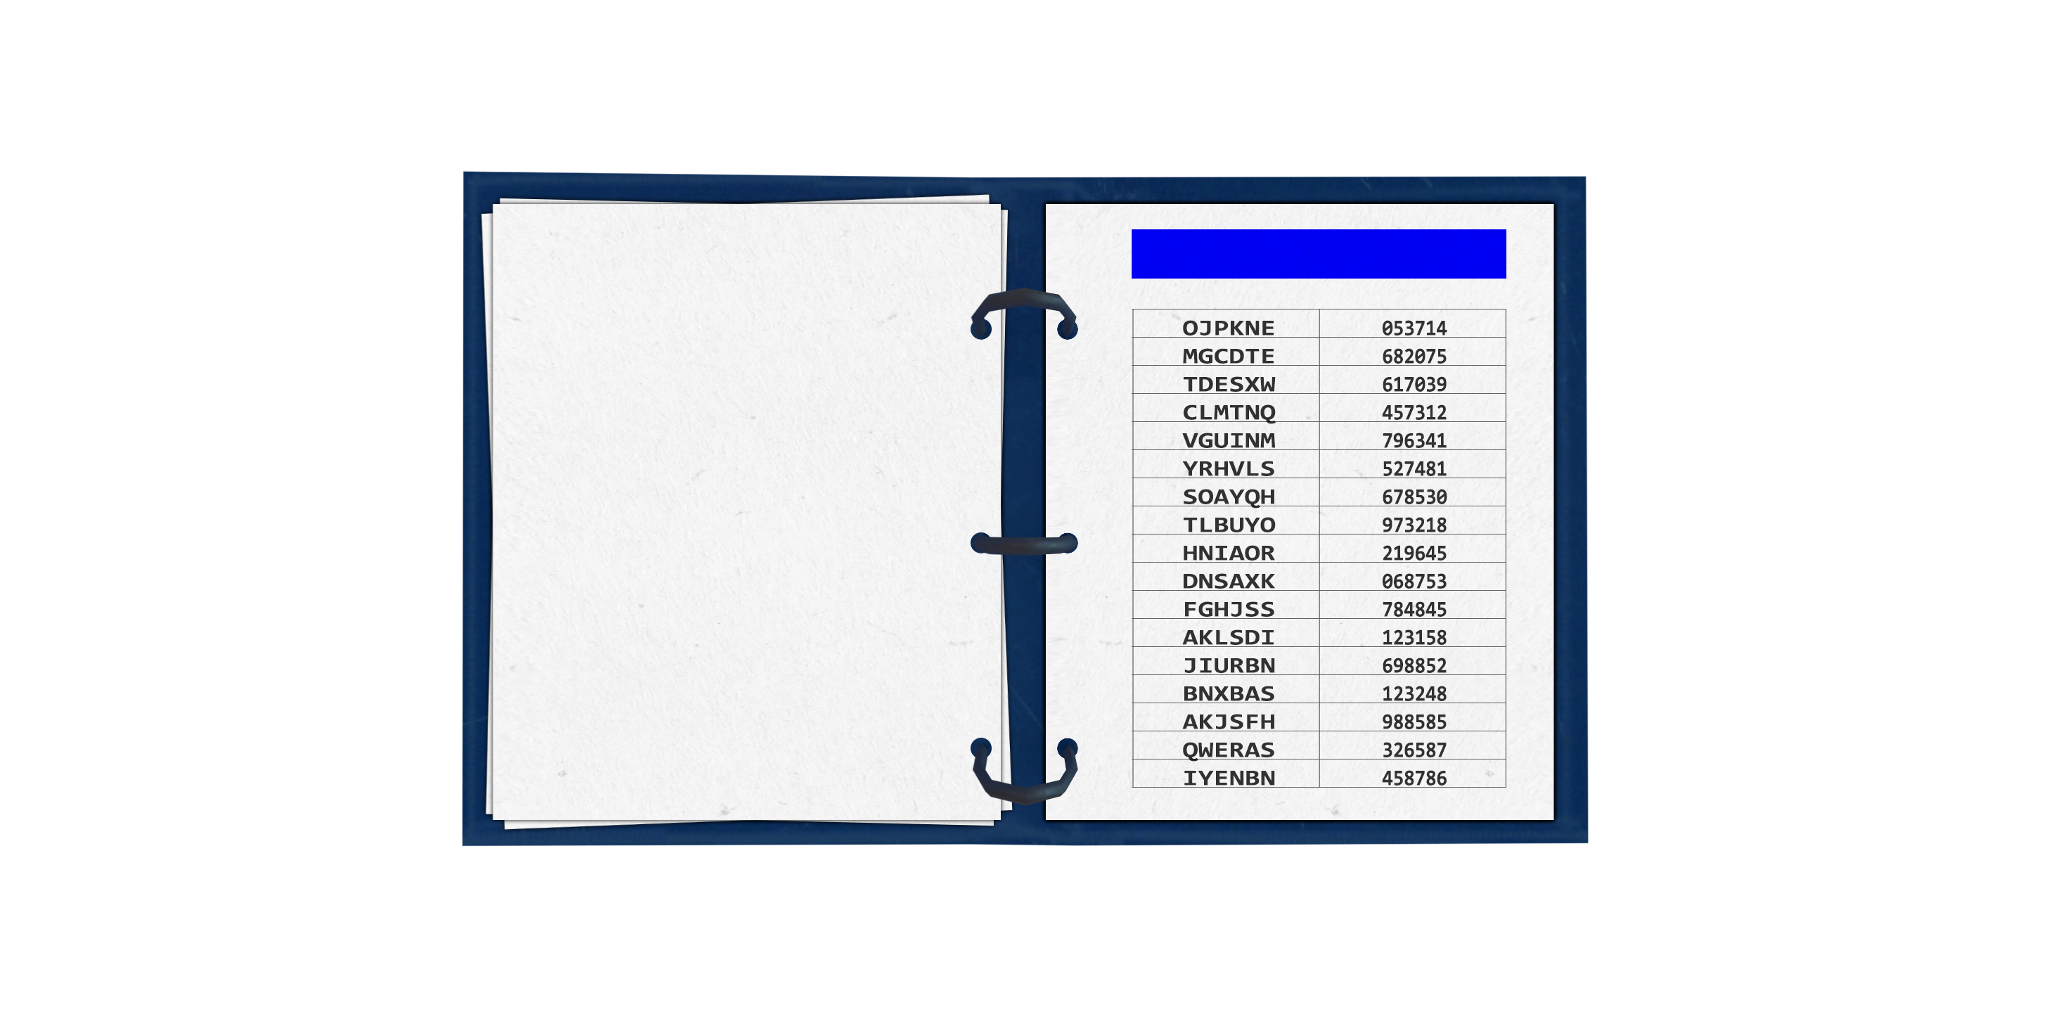 OJPKNE 053714
MGCDTE 682075
TDESXW 617039
CLMTNQ 457312
VGUINM 796341
YRHVLS 527481
SOAYQH 678530
TLBUYO 973218
HNIAOR 219645
DNSAXK 068753
FGHJSS 784845
AKLSDI 123158
JIURBN 698852
BNXBAS 123248
AKJSFH 988585
QWERAS 326587
IYENBN 458786